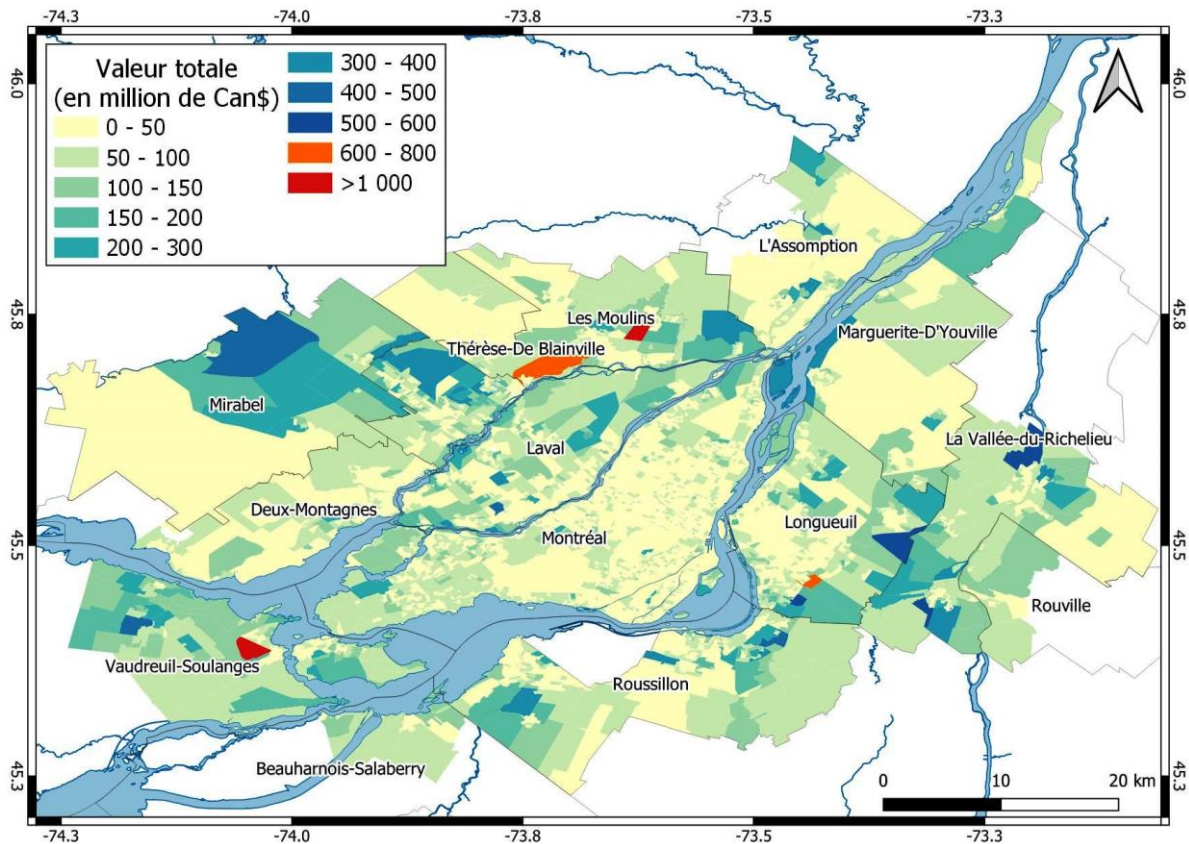 -74.3 -74.0 -73.8 -73.5 -73.3
46.0 46.0
Valeur totale
(en million de Can$)
0 - 50
50 - 100
100 - 150
150 - 200
200 - 300
300 - 400
400 - 500
500 - 600
600 - 800
>1 000
L'Assomption
45.8 45.8
Les Moulins
Marguerite-D'Youville
Thérèse-De Blainville
Mirabel
La Vallée-du-Richelieu
Laval
Deux-Montagnes
Longueuil
Montréal
45.5 45.5
Rouville
Vaudreuil-Soulanges
Roussillon
Beauharnois-Salaberry
45.3 45.3
0 10 20 km
-74.3 -74.0 -73.8 -73.5 -73.3